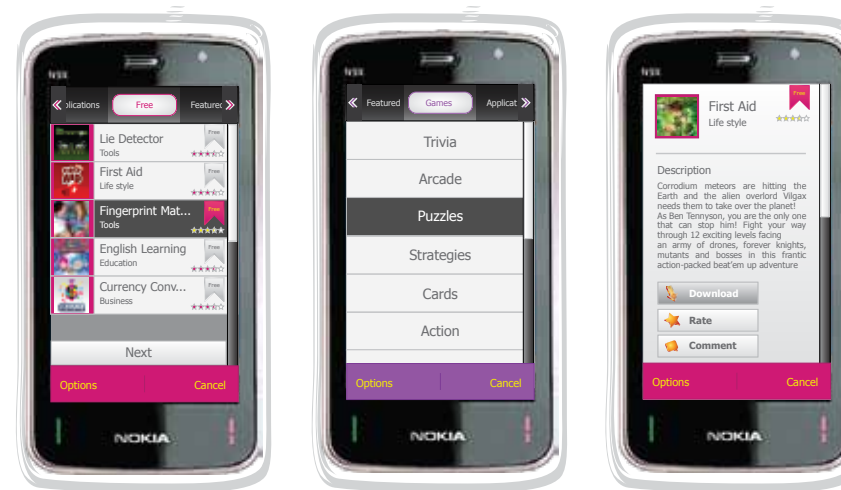 N9X
plications Free Featured
Lie Detector
Tools
Free
First Aid
Life style
Free
Fingerprint Mat...
Tools
Free
English Learning
Education
Free
Currency Conv...
Business
Free
Next
Options Cancel
NOKIA
Featured Games Applicat
Trivia
Arcade
Puzzles
Strategies
Cards
Action
Options Cancel
NOKIA
First Aid
Life style
Free
Description
Corrodium meteors are hitting the
Earth and the alien overlord Vilgax
needs them to take over the planet!
As Ben Tennyson, you are the only one
that can stop him! Fight your way
through 12 exciting levels facing
an army of drones, forever knights,
mutants and bosses in this frantic
action-packed beat'em up adventure
Download
Rate
Comment
Options Cancel
NOKIA